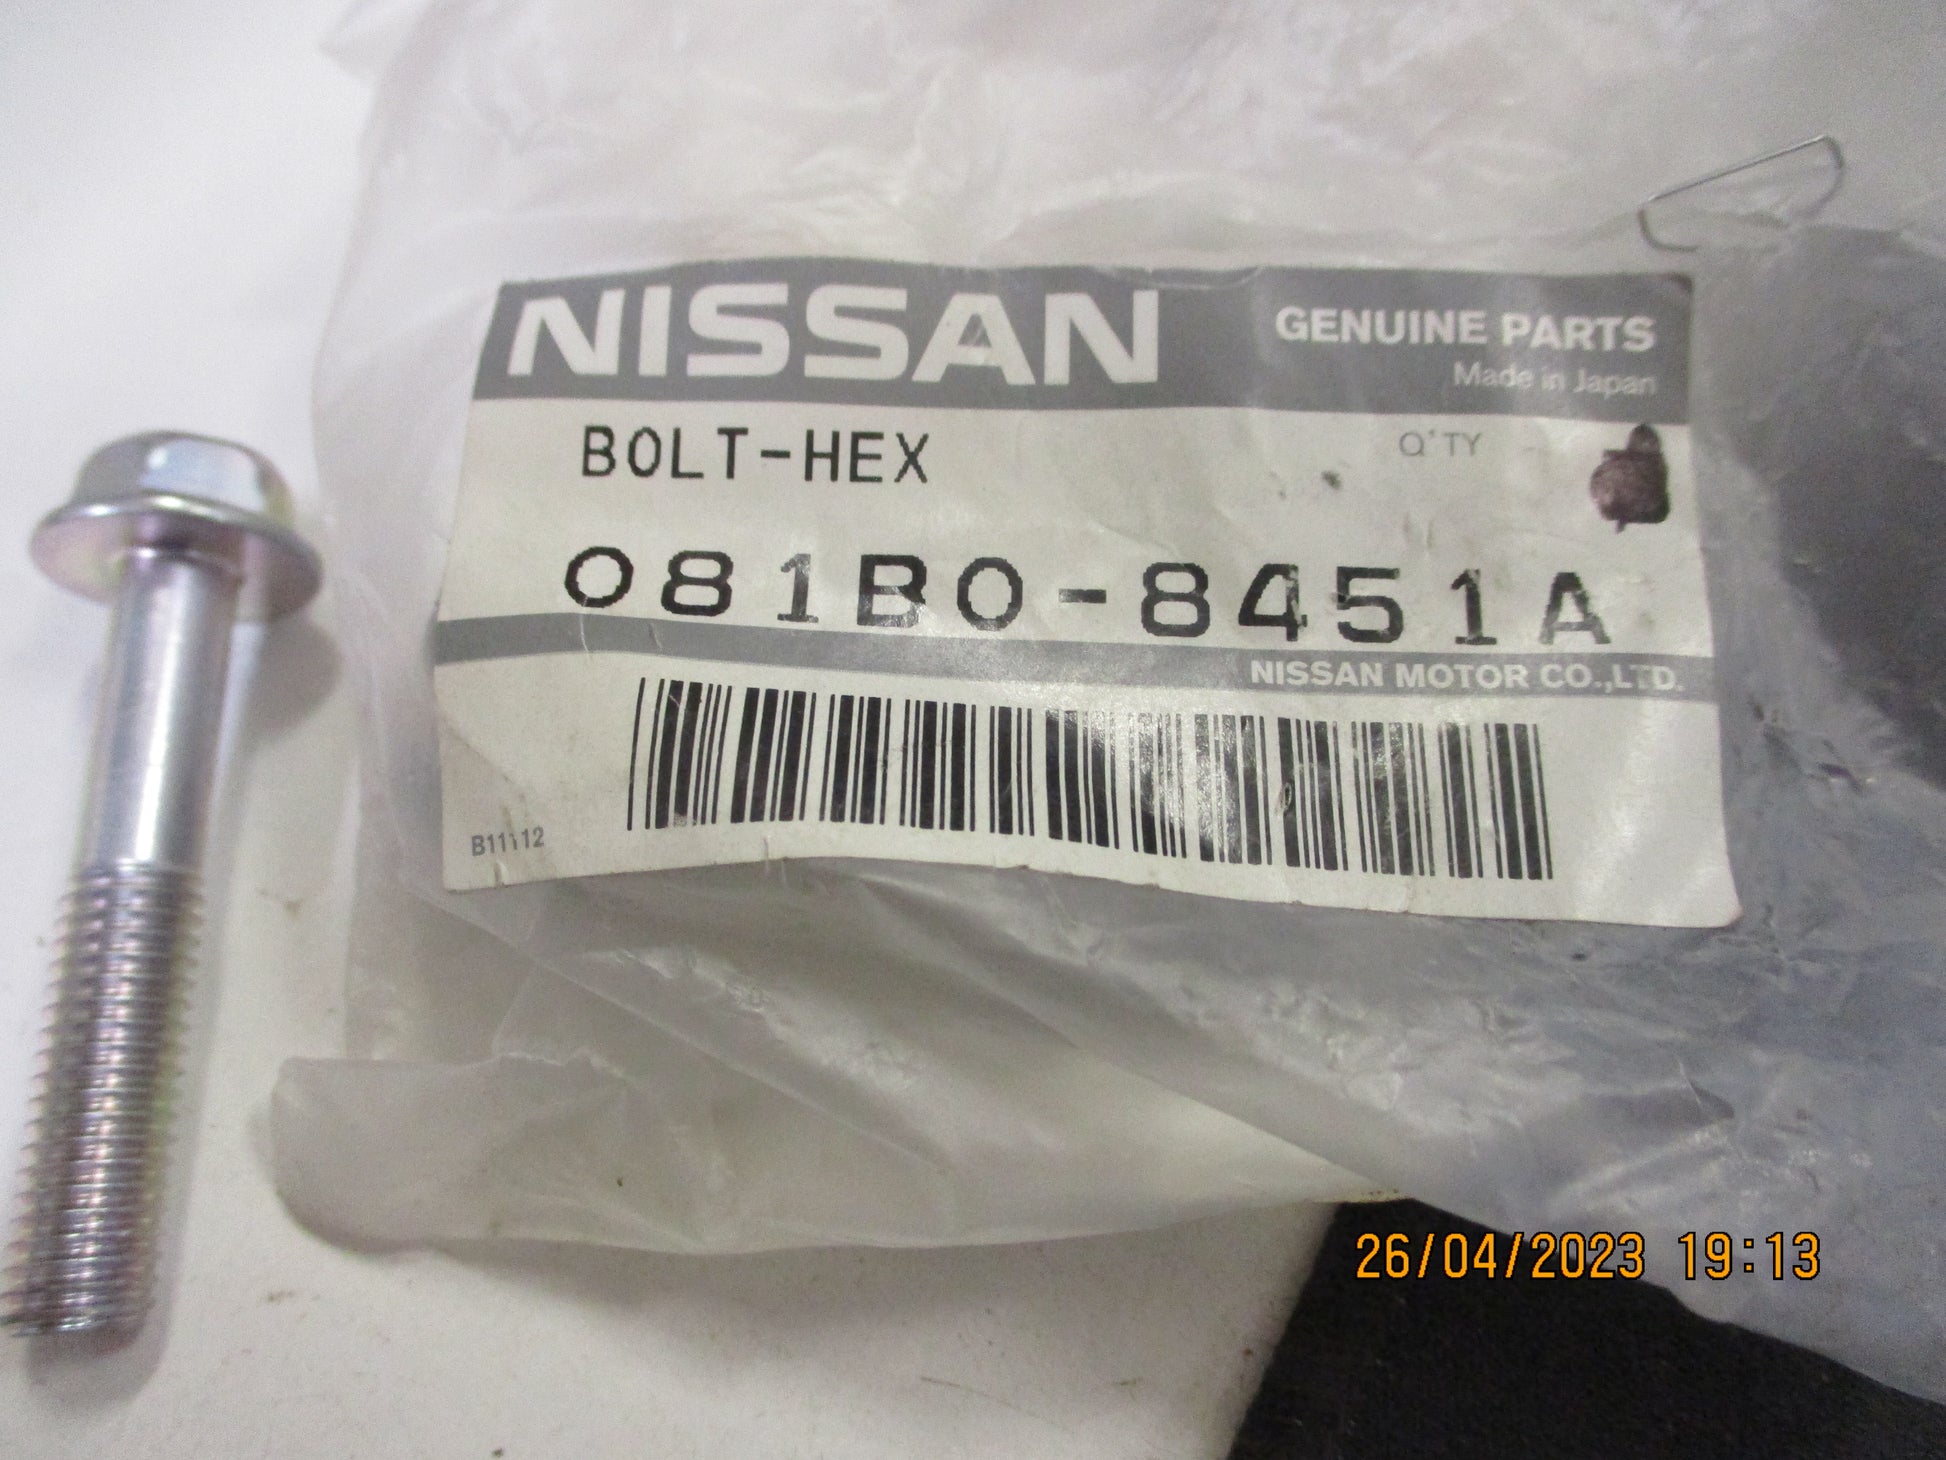 NISSAN
GENUINE PARTS
Made in Japan
BOLT-HEX
Q'TY
081B0-8451A
NISSAN MOTOR CO.,LTD.
B11112
26/04/2023 19:13